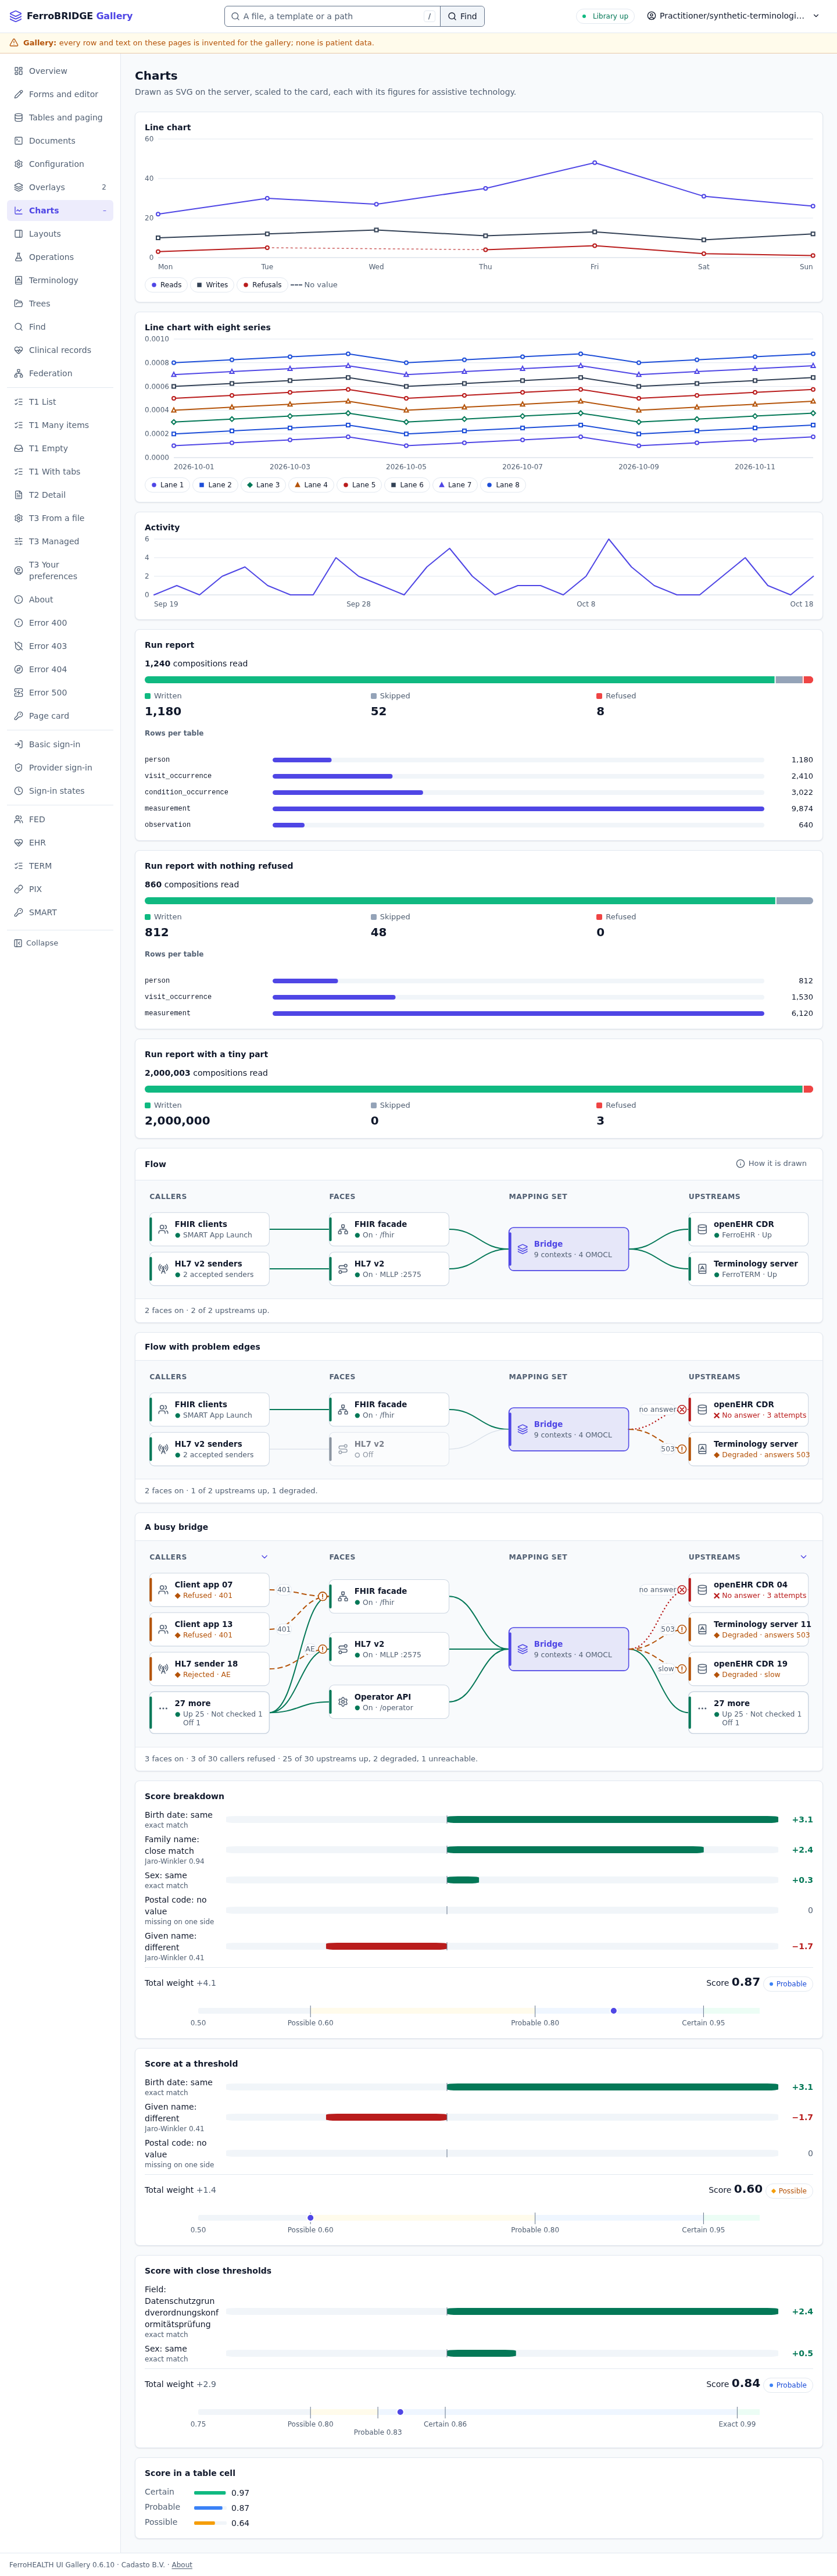 FerroBRIDGE Gallery
A file, a template or a path
/
Find
Library up
Practitioner/synthetic-terminologi...
Gallery: every row and text on these pages is invented for the gallery; none is patient data.
Overview
Forms and editor
Tables and paging
Documents
Configuration
Overlays 2
Charts –
Layouts
Operations
Terminology
Trees
Find
Clinical records
Federation
T1 List
T1 Many items
T1 Empty
T1 With tabs
T2 Detail
T3 From a file
T3 Managed
T3 Your
preferences
About
Error 400
Error 403
Error 404
Error 500
Page card
Basic sign-in
Provider sign-in
Sign-in states
FED
EHR
TERM
PIX
SMART
Collapse
Charts
Drawn as SVG on the server, scaled to the card, each with its figures for assistive technology.
Line chart
60
40
20
0
Mon Tue Wed Thu Fri Sat Sun
Reads Writes Refusals No value
Line chart with eight series
0.0010
0.0008
0.0006
0.0004
0.0002
0.0000
2026-10-01 2026-10-03 2026-10-05 2026-10-07 2026-10-09 2026-10-11
Lane 1 Lane 2 Lane 3 Lane 4 Lane 5 Lane 6 Lane 7 Lane 8
Activity
6
4
2
0
Sep 19 Sep 28 Oct 8 Oct 18
Run report
1,240 compositions read
Written Skipped Refused
1,180 52 8
Rows per table
person 1,180
visit_occurrence 2,410
condition_occurrence 3,022
measurement 9,874
observation 640
Run report with nothing refused
860 compositions read
Written Skipped Refused
812 48 0
Rows per table
person 812
visit_occurrence 1,530
measurement 6,120
Run report with a tiny part
2,000,003 compositions read
Written Skipped Refused
2,000,000 0 3
Flow
How it is drawn
CALLERS FACES MAPPING SET UPSTREAMS
FHIR clients
SMART App Launch
HL7 v2 senders
2 accepted senders
FHIR facade
On · /fhir
HL7 v2
On · MLLP :2575
Bridge
9 contexts · 4 OMOCL
openEHR CDR
FerroEHR · Up
Terminology server
FerroTERM · Up
2 faces on · 2 of 2 upstreams up.
Flow with problem edges
CALLERS FACES MAPPING SET UPSTREAMS
FHIR clients
SMART App Launch
HL7 v2 senders
2 accepted senders
FHIR facade
On · /fhir
HL7 v2
Off
Bridge
9 contexts · 4 OMOCL
no answer
503
openEHR CDR
No answer · 3 attempts
Terminology server
Degraded · answers 503
2 faces on · 1 of 2 upstreams up, 1 degraded.
A busy bridge
CALLERS FACES MAPPING SET UPSTREAMS
Client app 07
Refused · 401
Client app 13
Refused · 401
HL7 sender 18
Rejected · AE
27 more
Up 25 · Not checked 1
Off 1
401
401
AE
FHIR facade
On · /fhir
HL7 v2
On · MLLP :2575
Operator API
On · /operator
Bridge
9 contexts · 4 OMOCL
no answer
503
slow
openEHR CDR 04
No answer · 3 attempts
Terminology server 11
Degraded · answers 503
openEHR CDR 19
Degraded · slow
27 more
Up 25 · Not checked 1
Off 1
3 faces on · 3 of 30 callers refused · 25 of 30 upstreams up, 2 degraded, 1 unreachable.
Score breakdown
Birth date: same
exact match
+3.1
Family name:
close match
Jaro-Winkler 0.94
+2.4
Sex: same
exact match
+0.3
Postal code: no
value
missing on one side
0
Given name:
different
Jaro-Winkler 0.41
−1.7
Total weight +4.1
Score 0.87 Probable
0.50 Possible 0.60 Probable 0.80 Certain 0.95
Score at a threshold
Birth date: same
exact match
+3.1
Given name:
different
Jaro-Winkler 0.41
−1.7
Postal code: no
value
missing on one side
0
Total weight +1.4
Score 0.60 Possible
0.50 Possible 0.60 Probable 0.80 Certain 0.95
Score with close thresholds
Field:
Datenschutzgrun
dverordnungskonf
ormitätsprüfung
exact match
+2.4
Sex: same
exact match
+0.5
Total weight +2.9
Score 0.84 Probable
0.75 Possible 0.80 Certain 0.86 Exact 0.99
Probable 0.83
Score in a table cell
Certain 0.97
Probable 0.87
Possible 0.64
FerroHEALTH UI Gallery 0.6.10 · Cadasto B.V. · About